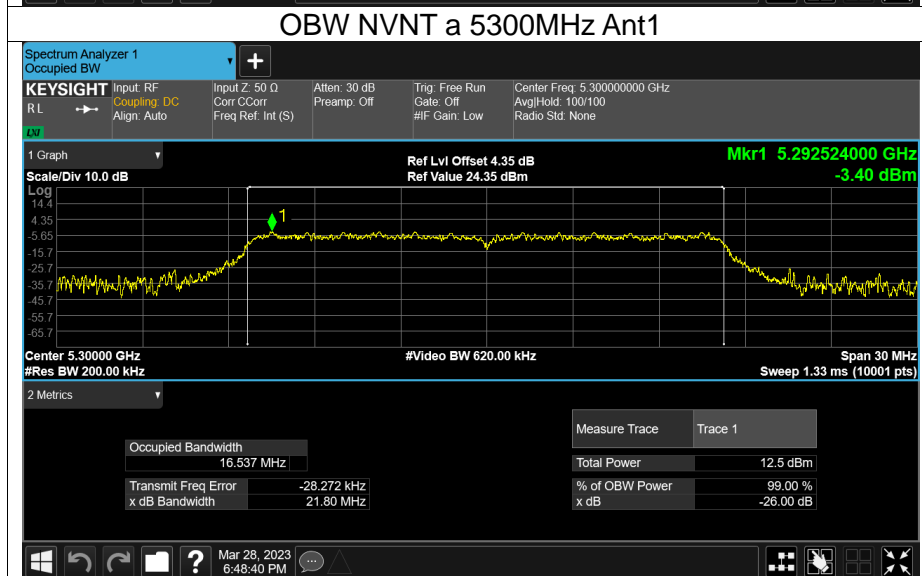 OBW NVNT a 5300MHz Ant1
Spectrum Analyzer 1
Occupied BW
+
KEYSIGHT Input: RF Input Z: 50 Ω Atten: 30 dB Trig: Free Run Center Freq: 5.300000000 GHz
R L Coupling: DC Corr CCorr Preamp: Off Gate: Off Avg|Hold: 100/100
Align: Auto Freq Ref: Int (S) #IF Gain: Low Radio Std: None
LXI
1 Graph Ref Lvl Offset 4.35 dB Mkr1 5.292524000 GHz
Scale/Div 10.0 dB Ref Value 24.35 dBm -3.40 dBm
Log
14.4
4.35
1
-5.65
-15.7
-25.7
-35.7
-45.7
-55.7
-65.7
Center 5.30000 GHz #Video BW 620.00 kHz Span 30 MHz
#Res BW 200.00 kHz Sweep 1.33 ms (10001 pts)
2 Metrics
Measure Trace Trace 1
Occupied Bandwidth
16.537 MHz Total Power 12.5 dBm
Transmit Freq Error -28.272 kHz % of OBW Power 99.00 %
x dB Bandwidth 21.80 MHz x dB -26.00 dB
? Mar 28, 2023
6:48:40 PM